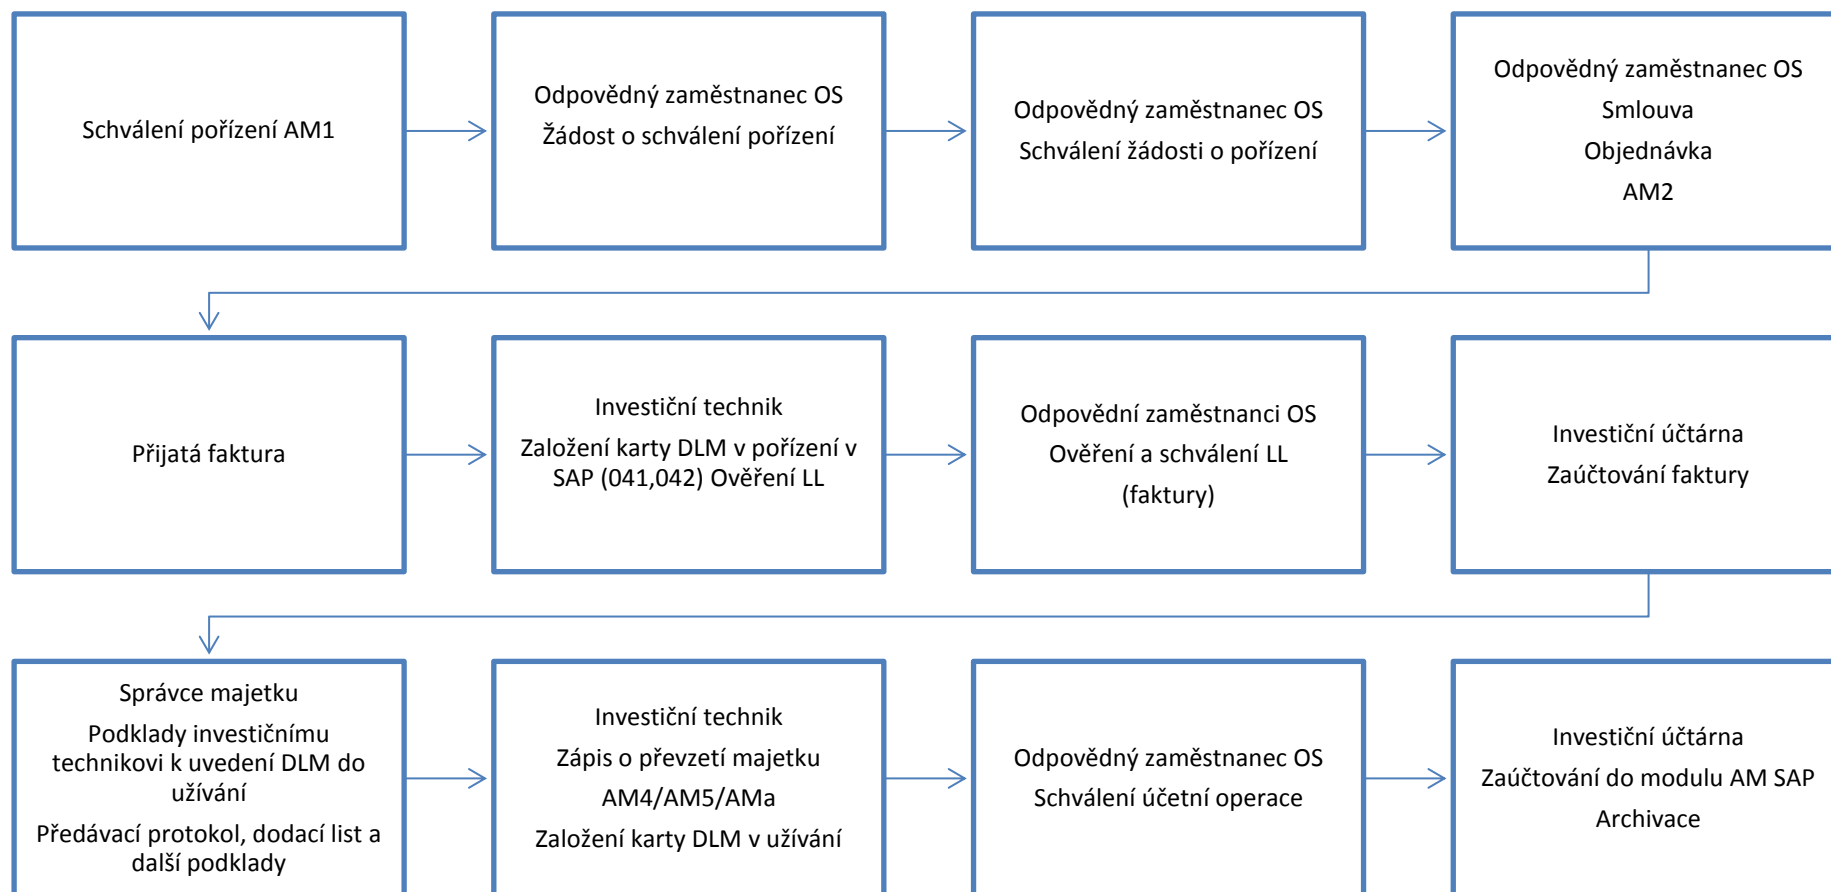 Schválení pořízení AM1
Odpovědný zaměstnanec OS
Žádost o schválení pořízení
Odpovědný zaměstnanec OS
Schválení žádosti o pořízení
Odpovědný zaměstnanec OS
Smlouva
Objednávka
AM2
Přijatá faktura
Investiční technik
Založení karty DLM v pořízení v
SAP (041,042) Ověření LL
Odpovědní zaměstnanci OS
Ověření a schválení LL
(faktury)
Investiční účtárna
Zaúčtování faktury
Správce majetku
Podklady investičnímu
technikovi k uvedení DLM do
užívání
Předávací protokol, dodací list a
další podklady
Investiční technik
Zápis o převzetí majetku
AM4/AM5/AMa
Založení karty DLM v užívání
Odpovědný zaměstnanec OS
Schválení účetní operace
Investiční účtárna
Zaúčtování do modulu AM SAP
Archivace